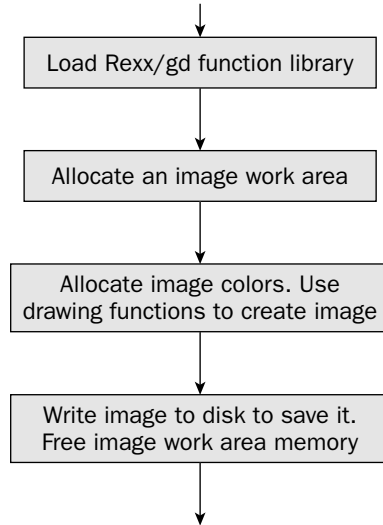 Load Rexx/gd function library
Allocate an image work area
Allocate image colors. Use
drawing functions to create image
Write image to disk to save it.
Free image work area memory